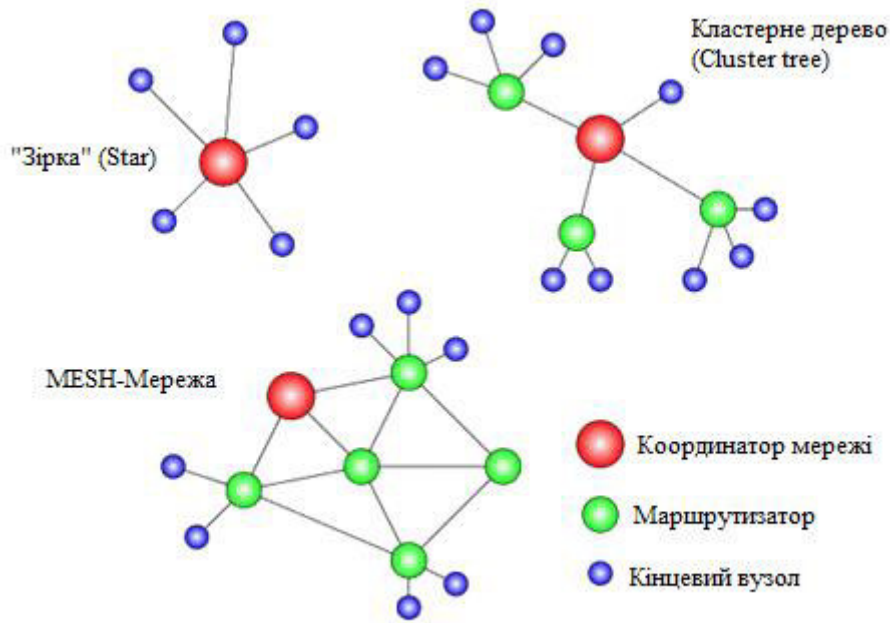 Кластерне дерево
(Cluster tree)
"Зірка" (Star)
MESH-Мережа
Координатор мережі
Маршрутизатор
Кінцевий вузол